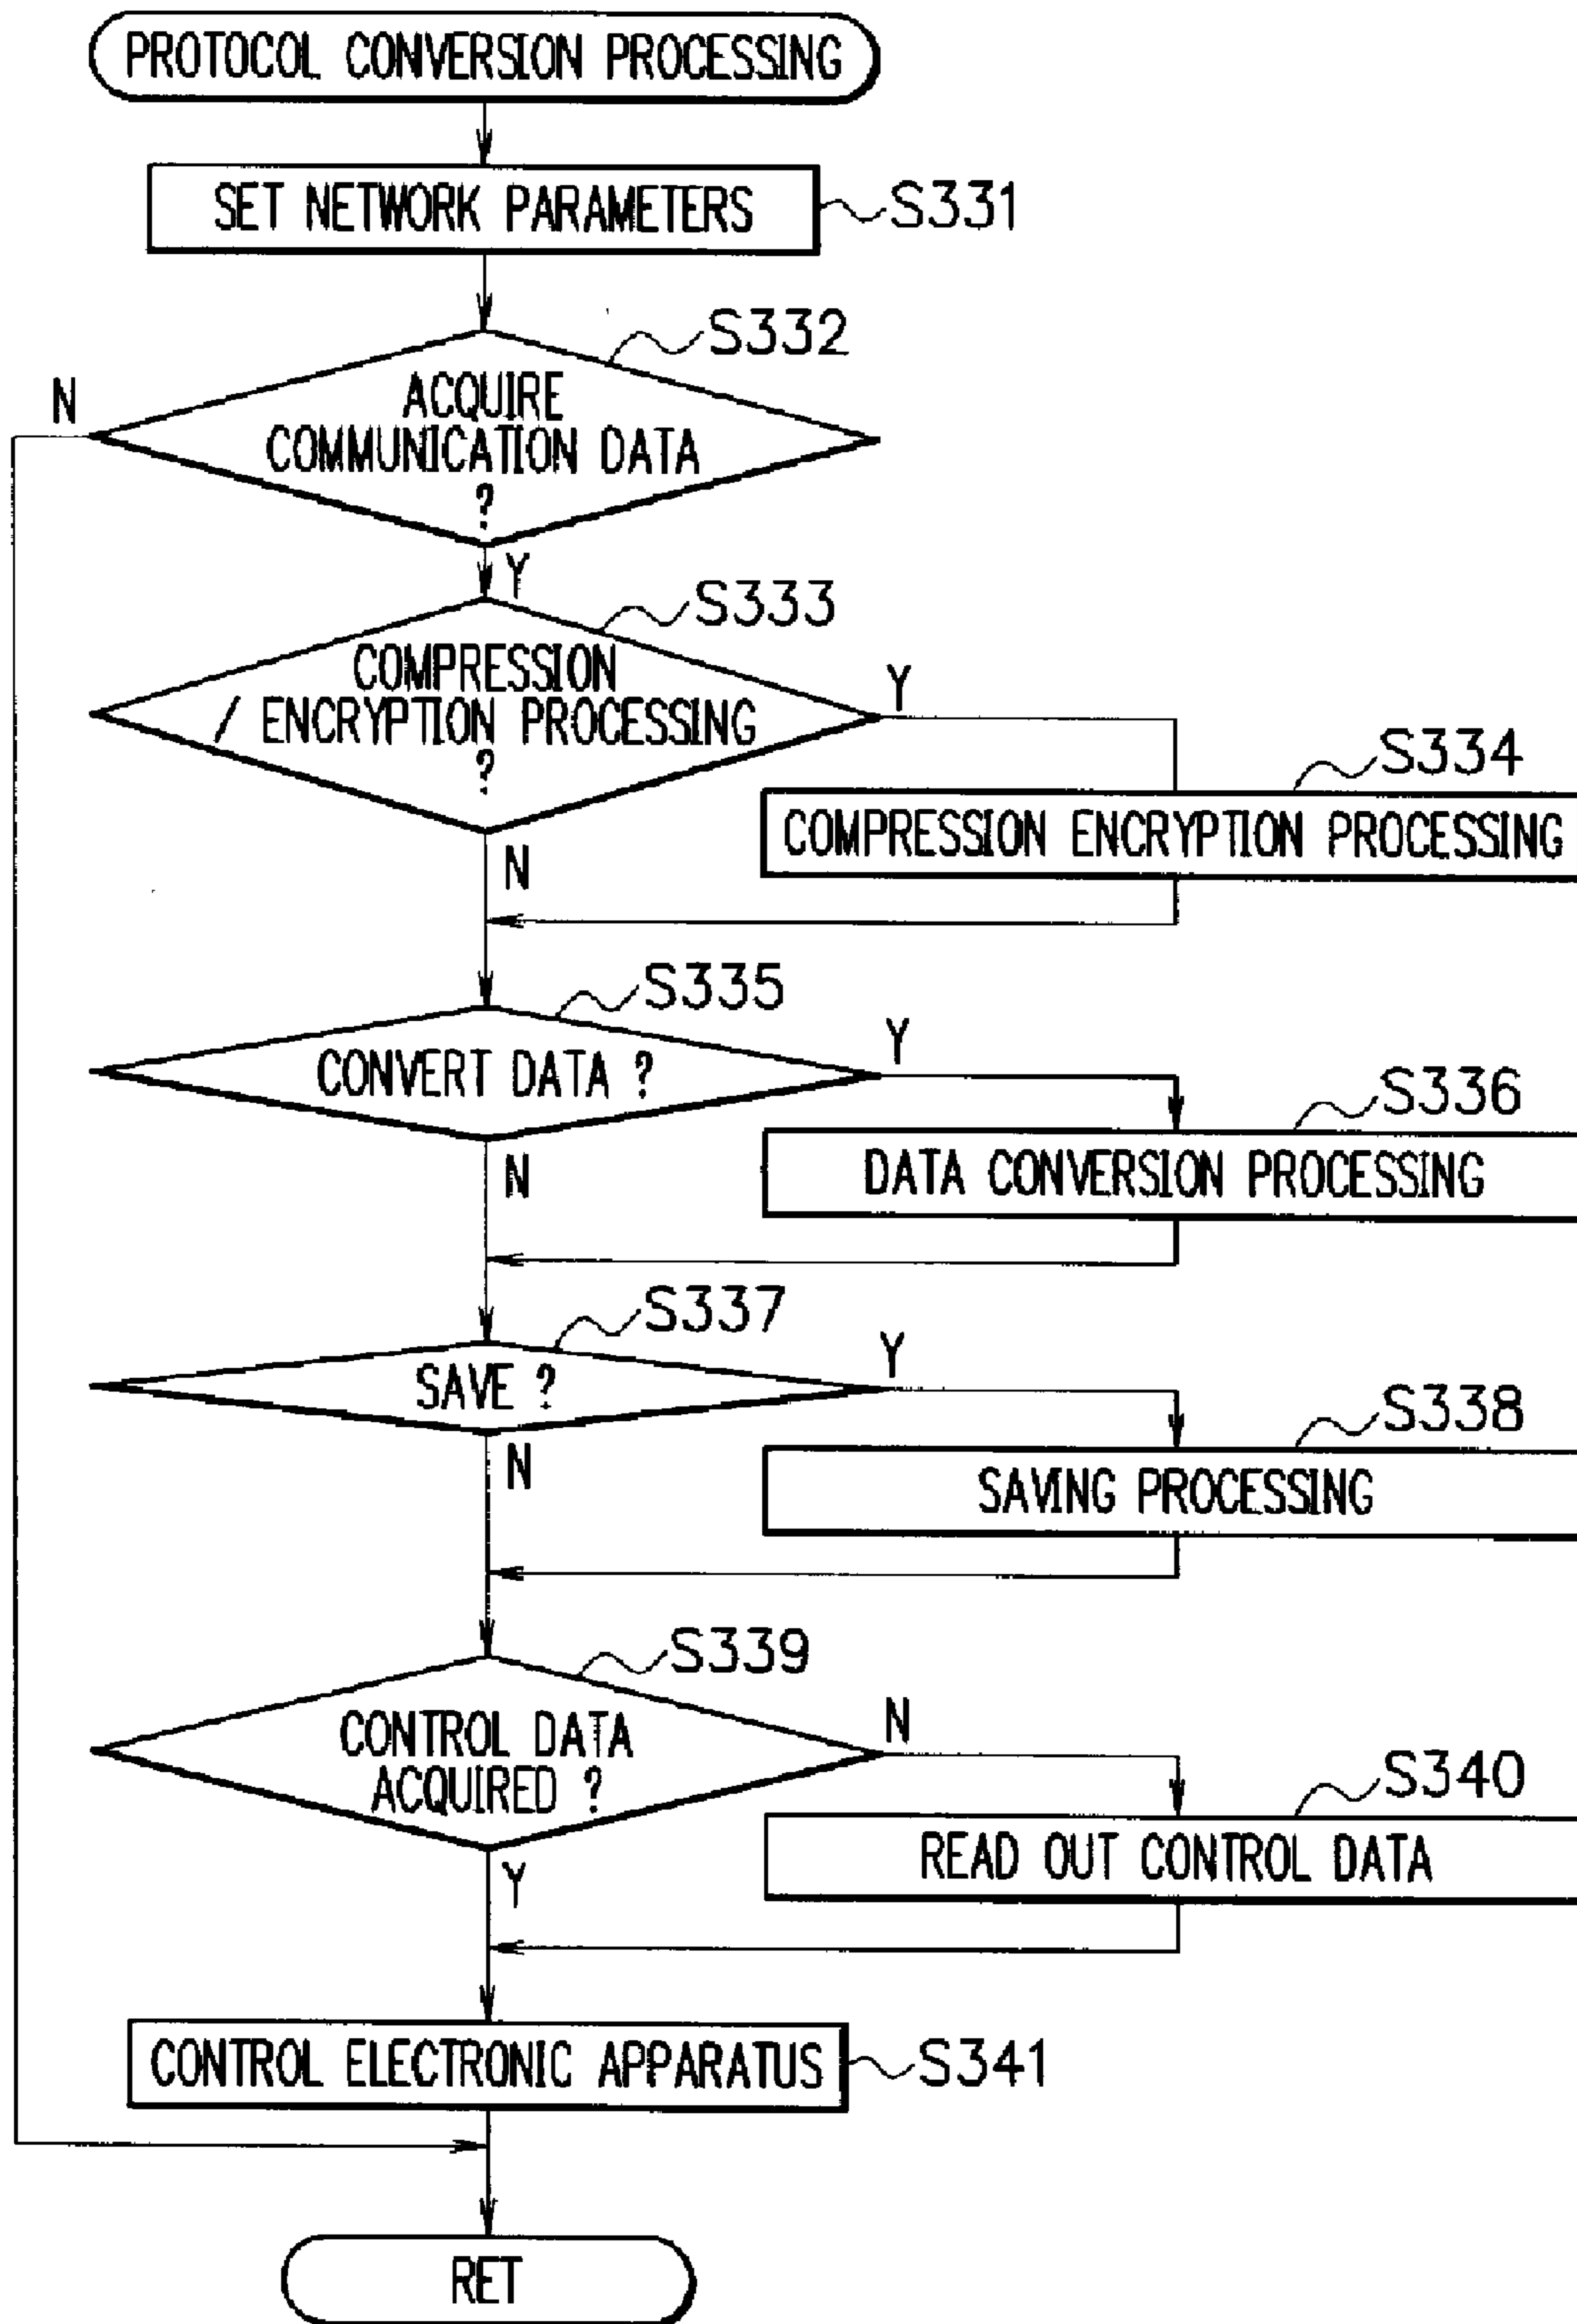 PROTOCOL CONVERSION PROCESSING
SET NETWORK PARAMETERS
S331
S332
N
ACQUIRE
COMMUNICATION DATA
?
Y
S333
COMPRESSION
/ ENCRYPTION PROCESSING
?
Y
S334
COMPRESSION ENCRYPTION PROCESSING
N
S335
CONVERT DATA ?
Y
S336
DATA CONVERSION PROCESSING
N
S337
SAVE ?
Y
S338
SAVING PROCESSING
N
S339
CONTROL DATA
ACQUIRED ?
N
S340
READ OUT CONTROL DATA
Y
CONTROL ELECTRONIC APPARATUS
S341
RET